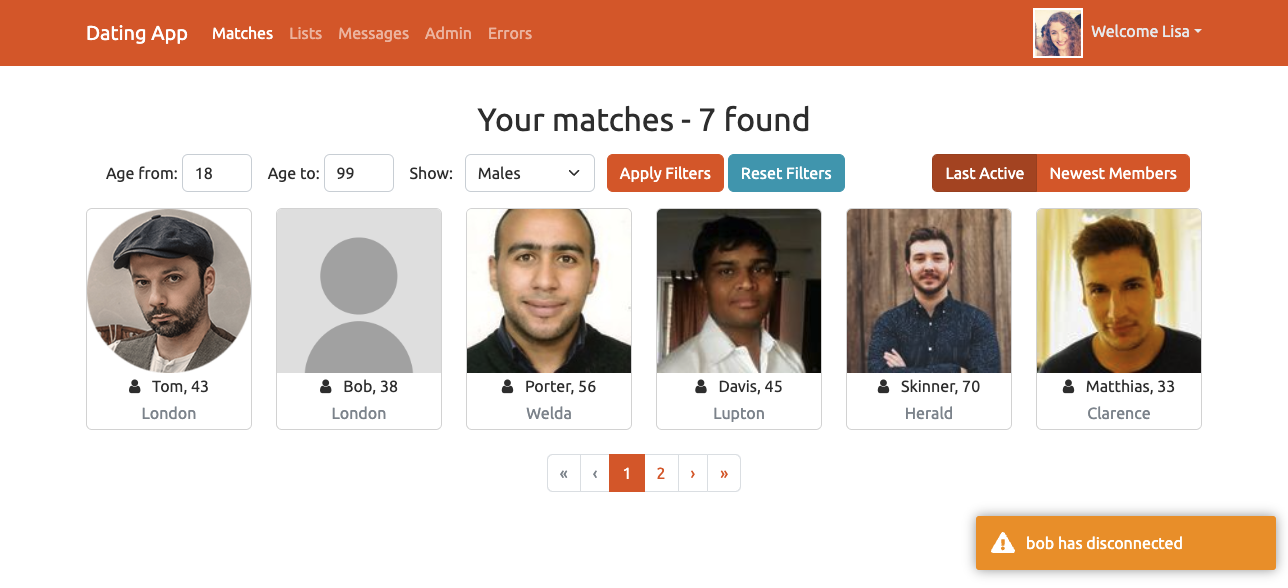 Dating App Matches Lists Messages Admin Errors Welcome Lisa
Your matches - 7 found
Age from: 18 Age to: 99 Show: Males Apply Filters Reset Filters Last Active Newest Members
Tom, 43 Bob, 38 Porter, 56 Davis, 45 Skinner, 70 Matthias, 33
London London Welda Lupton Herald Clarence
« ‹ 1 2 › »
bob has disconnected